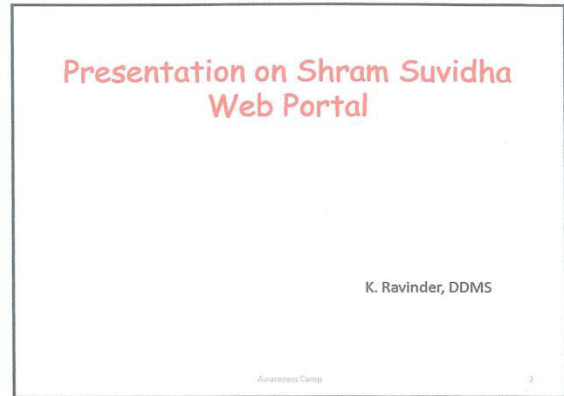 Presentation on Shram Suvidha
Web Portal
K. Ravinder, DDMS
Awareness Camp
2